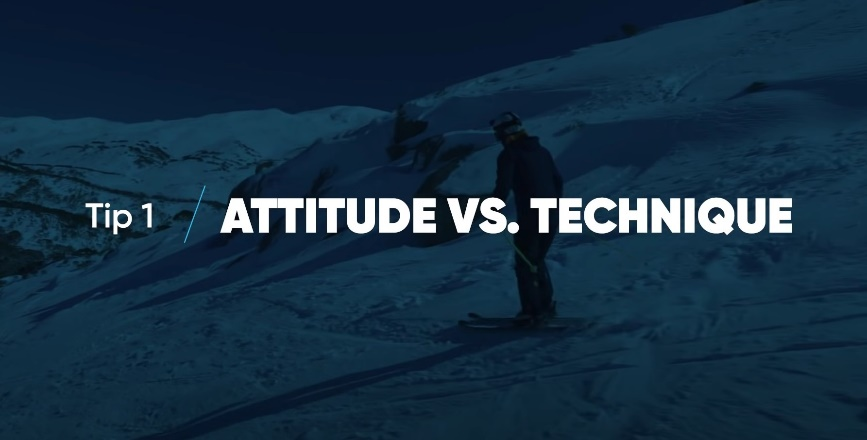 Tip 1 / ATTITUDE VS. TECHNIQUE